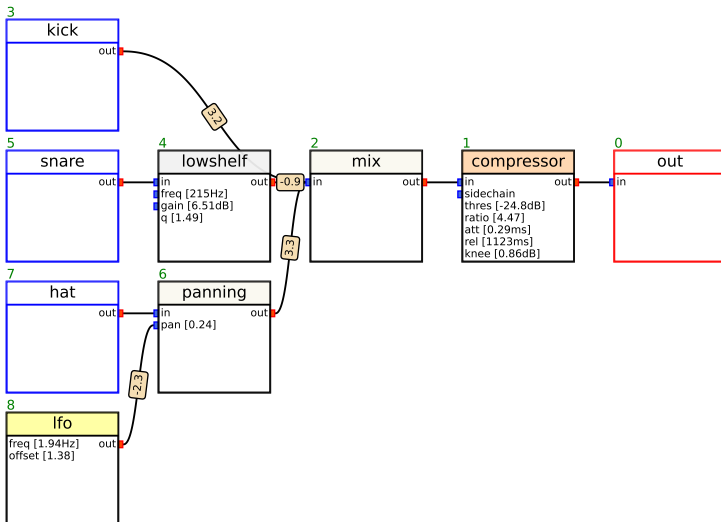 3
kick
out
3.2
5
snare
out
4
lowshelf
in
out
freq [215Hz]
gain [6.51dB]
q [1.49]
-0.9
2
mix
in
out
1
compressor
in
out
sidechain
thres [-24.8dB]
ratio [4.47]
att [0.29ms]
rel [1123ms]
knee [0.86dB]
0
out
in
3.3
7
hat
out
6
panning
in
out
pan [0.24]
-2.3
8
lfo
freq [1.94Hz]
out
offset [1.38]